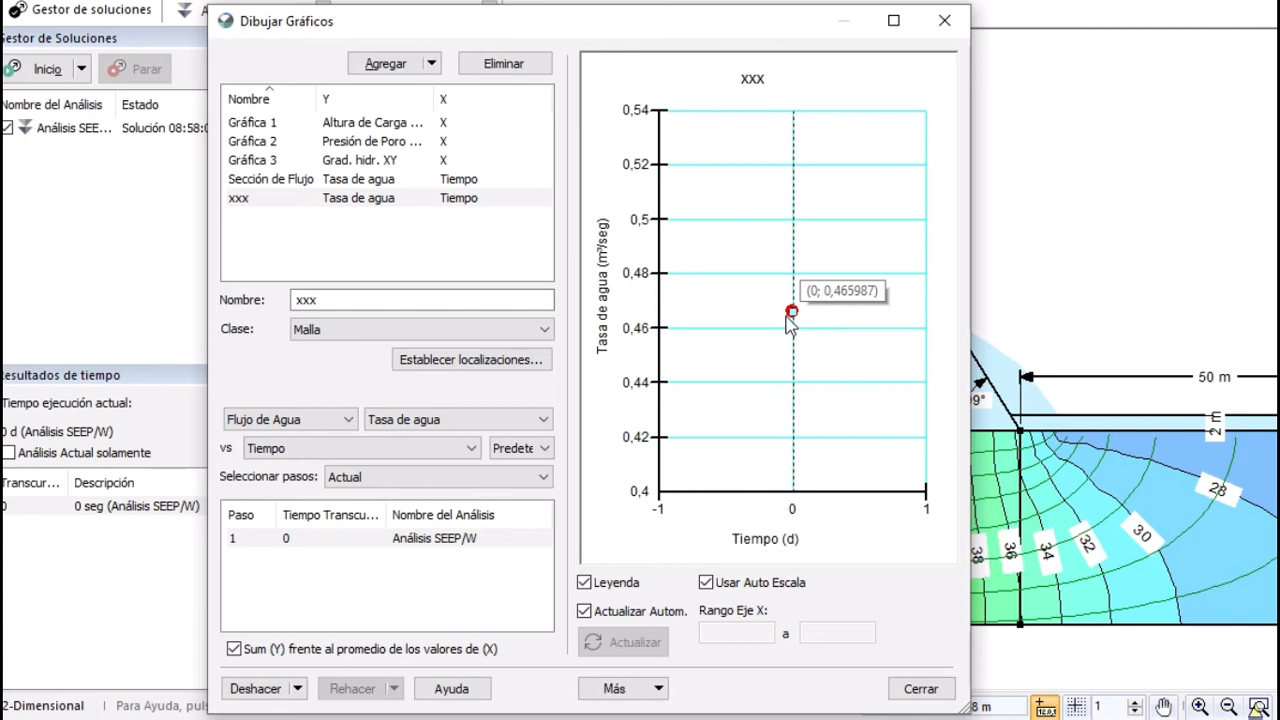 Gestor de soluciones
Dibujar Gráficos
Gestor de Soluciones
Inicio
Parar
Nombre del Análisis Estado
Análisis SEE... Solución 08:58:0
Agregar
Eliminar
Nombre Y X
Gráfica 1 Altura de Carga ... X
Gráfica 2 Presión de Poro ... X
Gráfica 3 Grad. hidr. XY X
Sección de Flujo Tasa de agua Tiempo
xxx Tasa de agua Tiempo
Nombre: xxx
Clase: Malla
Establecer localizaciones...
Flujo de Agua Tasa de agua
vs Tiempo Predete
Seleccionar pasos: Actual
Paso Tiempo Transcu... Nombre del Análisis
1 0 Análisis SEEP/W
Sum (Y) frente al promedio de los valores de (X)
Deshacer
Rehacer
Ayuda
xxx
0,54
0,52
0,5
0,48
0,46
0,44
0,42
0,4
Tasa de agua (m³/seg)
(0; 0,465987)
-1 0 1
Tiempo (d)
Leyenda
Usar Auto Escala
Actualizar Autom.
Rango Eje X:
a
Actualizar
Más
Cerrar
Resultados de tiempo
Tiempo ejecución actual:
0 d (Análisis SEEP/W)
Análisis Actual solamente
Transcur... Descripción
0 0 seg (Análisis SEEP/W)
2-Dimensional
Para Ayuda, puls
50 m
9°
2 m
28
30
32
34
36
38
8 m
1